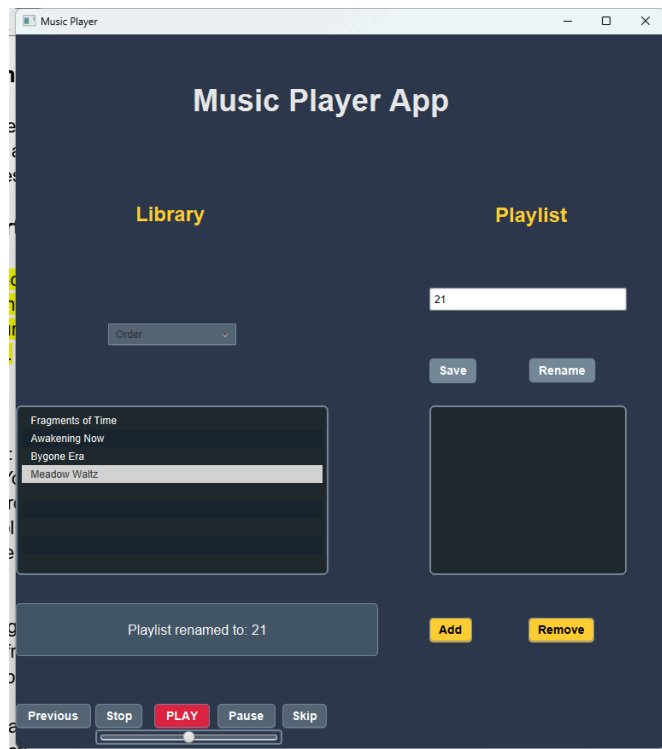 Music Player
Music Player App
Library
Playlist
21
Order
Save
Rename
Fragments of Time
Awakening Now
Bygone Era
Meadow Waltz
Playlist renamed to: 21
Add
Remove
Previous
Stop
PLAY
Pause
Skip